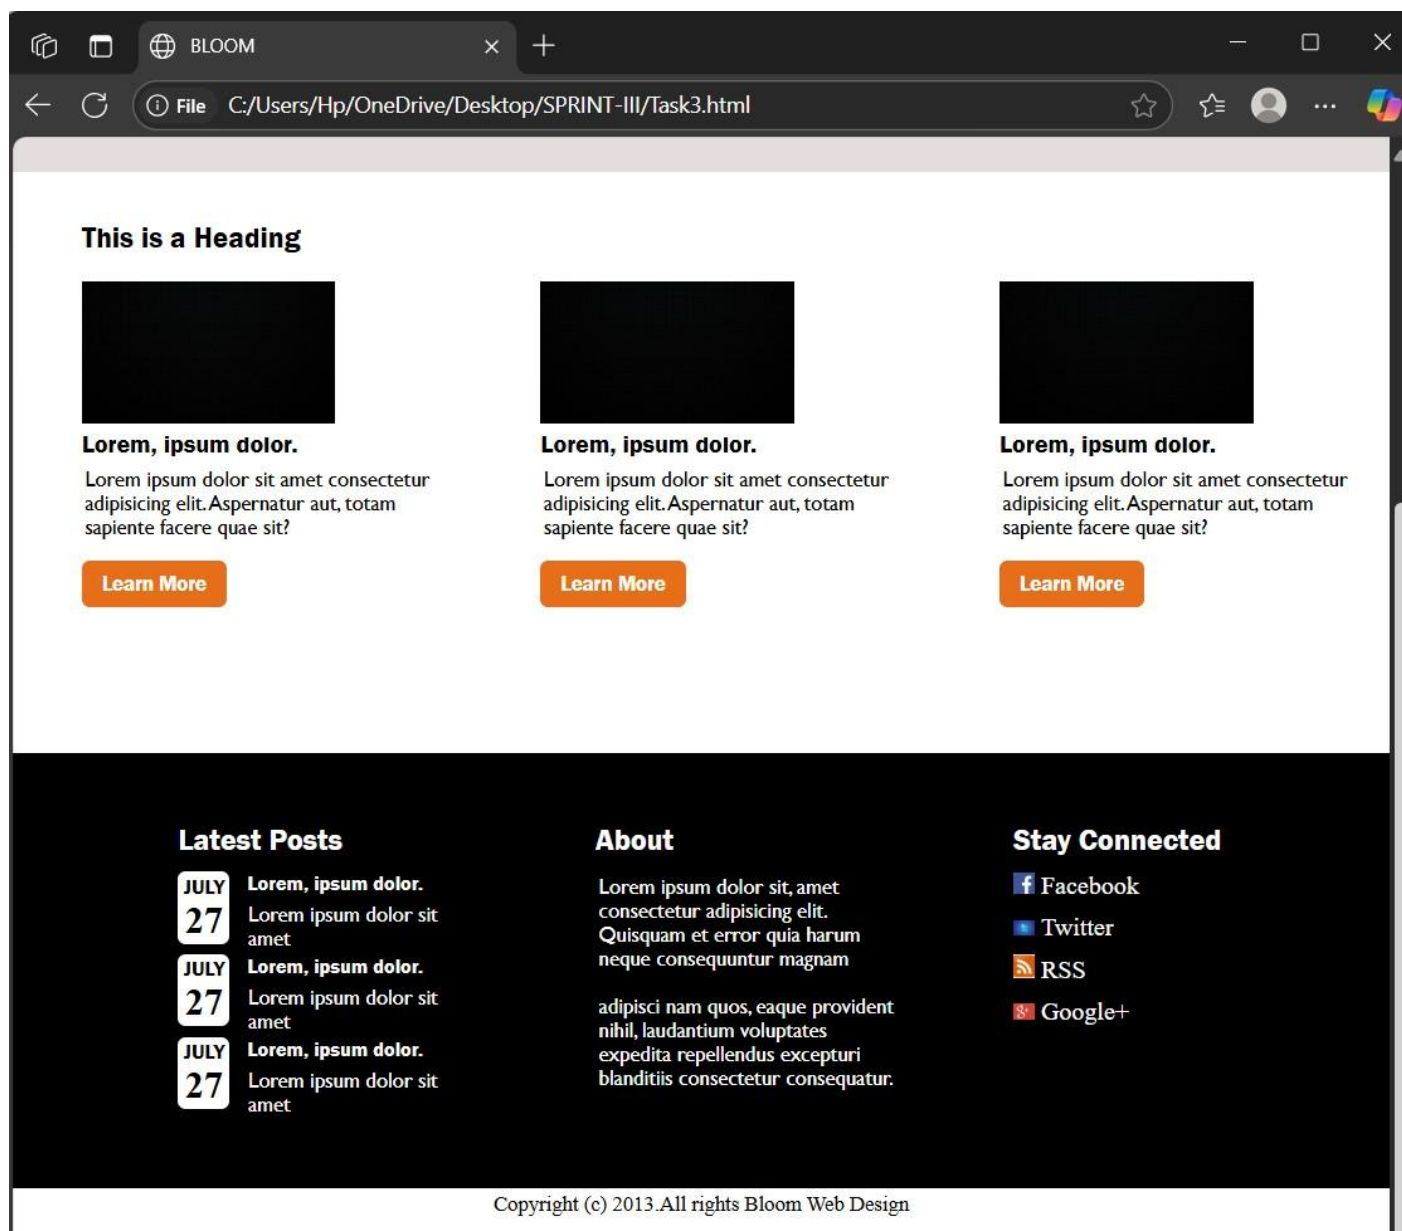 BLOOM
File C:/Users/Hp/OneDrive/Desktop/SPRINT-III/Task3.html
This is a Heading
Lorem, ipsum dolor.
Lorem ipsum dolor sit amet consectetur
adipisicing elit. Aspernatur aut, totam
sapiente facere quae sit?
Learn More
Lorem, ipsum dolor.
Lorem ipsum dolor sit amet consectetur
adipisicing elit. Aspernatur aut, totam
sapiente facere quae sit?
Learn More
Lorem, ipsum dolor.
Lorem ipsum dolor sit amet consectetur
adipisicing elit. Aspernatur aut, totam
sapiente facere quae sit?
Learn More
Latest Posts
JULY
27
Lorem, ipsum dolor.
Lorem ipsum dolor sit
amet
JULY
27
Lorem, ipsum dolor.
Lorem ipsum dolor sit
amet
JULY
27
Lorem, ipsum dolor.
Lorem ipsum dolor sit
amet
About
Lorem ipsum dolor sit, amet
consectetur adipisicing elit.
Quisquam et error quia harum
neque consequuntur magnam
adipisci nam quos, eaque provident
nihil, laudantium voluptates
expedita repellendus excepturi
blanditiis consectetur consequatur.
Stay Connected
f Facebook
Twitter
RSS
g+ Google+
Copyright (c) 2013.All rights Bloom Web Design